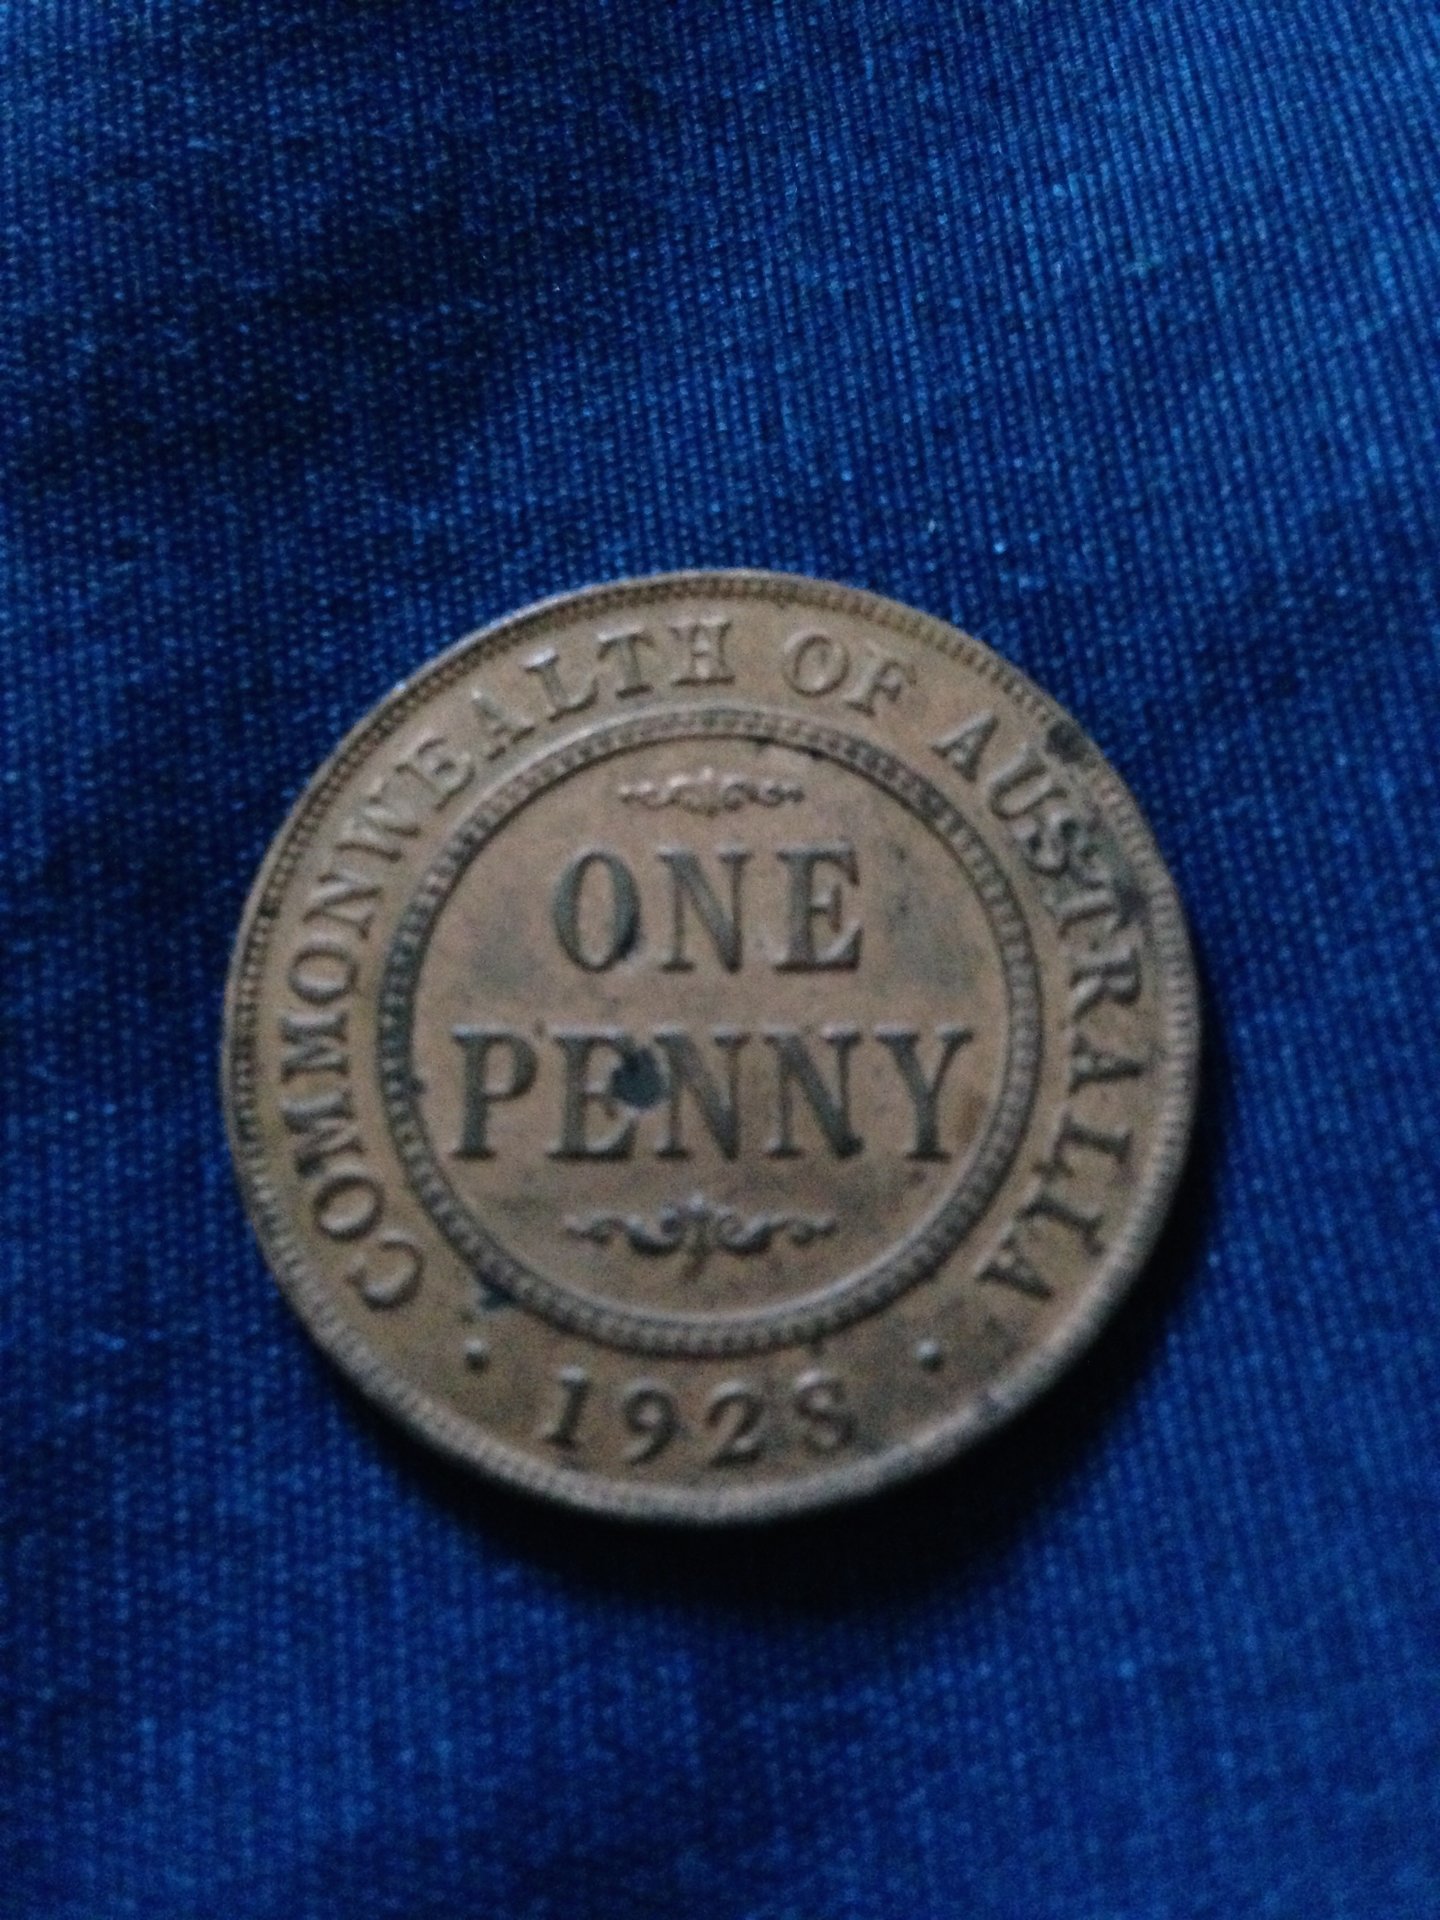 COMMONWEALTH OF AUSTRALIA
ONE
PENNY
· 1928 ·